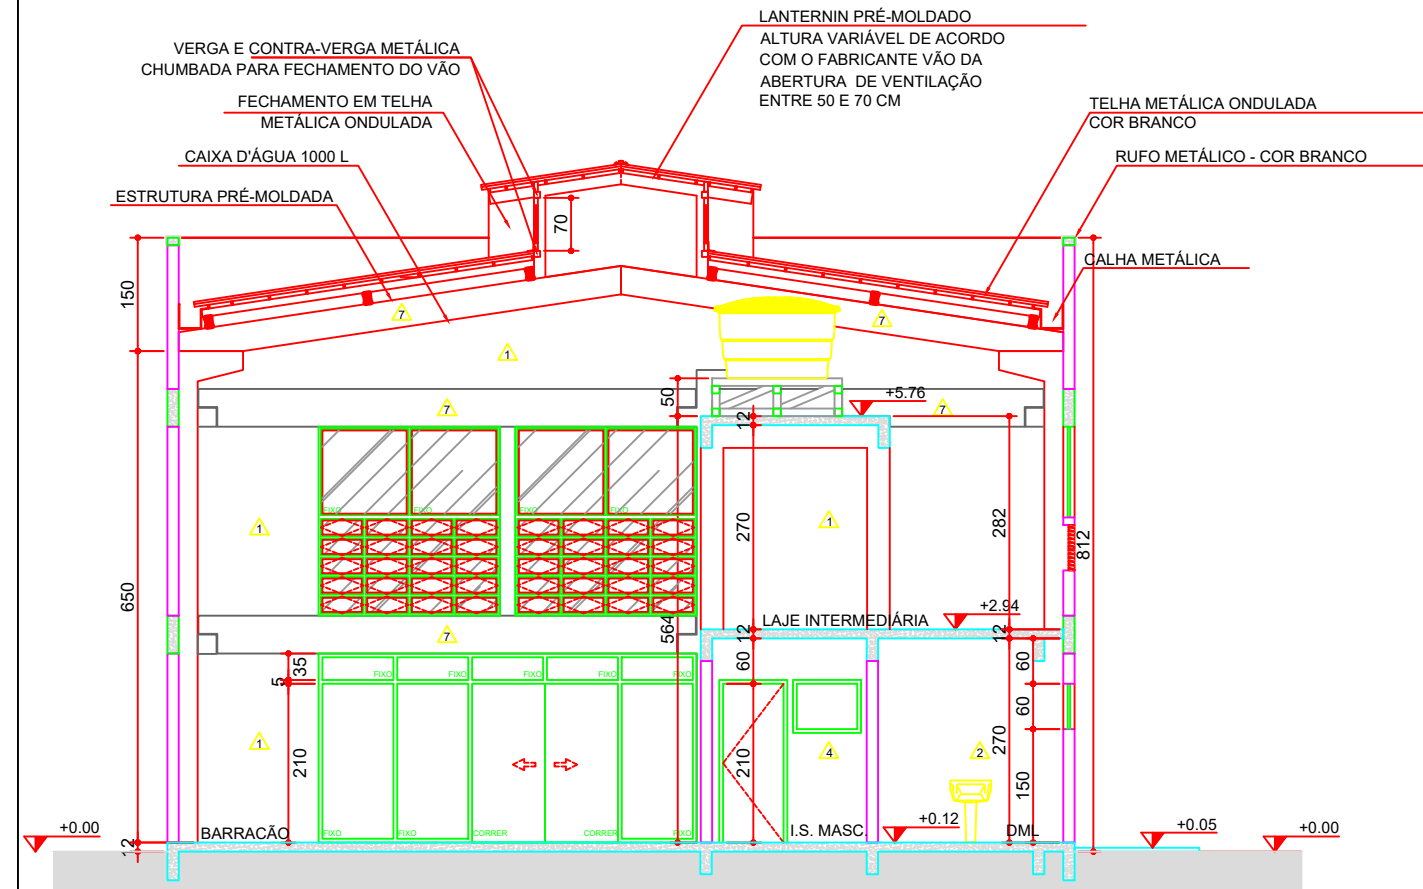 LANTERNIN PRÉ-MOLDADO
ALTURA VARIÁVEL DE ACORDO
COM O FABRICANTE VÃO DA
ABERTURA DE VENTILAÇÃO
ENTRE 50 E 70 CM
VERGA E CONTRA-VERGA METÁLICA
CHUMBADA PARA FECHAMENTO DO VÃO
FECHAMENTO EM TELHA
METÁLICA ONDULADA
CAIXA D'ÁGUA 1000 L
ESTRUTURA PRÉ-MOLDADA
TELHA METÁLICA ONDULADA
COR BRANCO
RUFO METÁLICO - COR BRANCO
CALHA METÁLICA
70
150
7
7
1
50
+5.76
7
7
12
FIXO FIXO FIXO FIXO
1
270
1
282
812
650
564
LAJE INTERMEDIÁRIA
+2.94
7
12
12
35
5
60
60
FIXO FIXO FIXO FIXO FIXO
60
1
210
210
4
2
270
150
+0.00
BARRACÃO
FIXO FIXO CORRER CORRER FIXO
I.S. MASC.
+0.12
DML
+0.05
+0.00
12